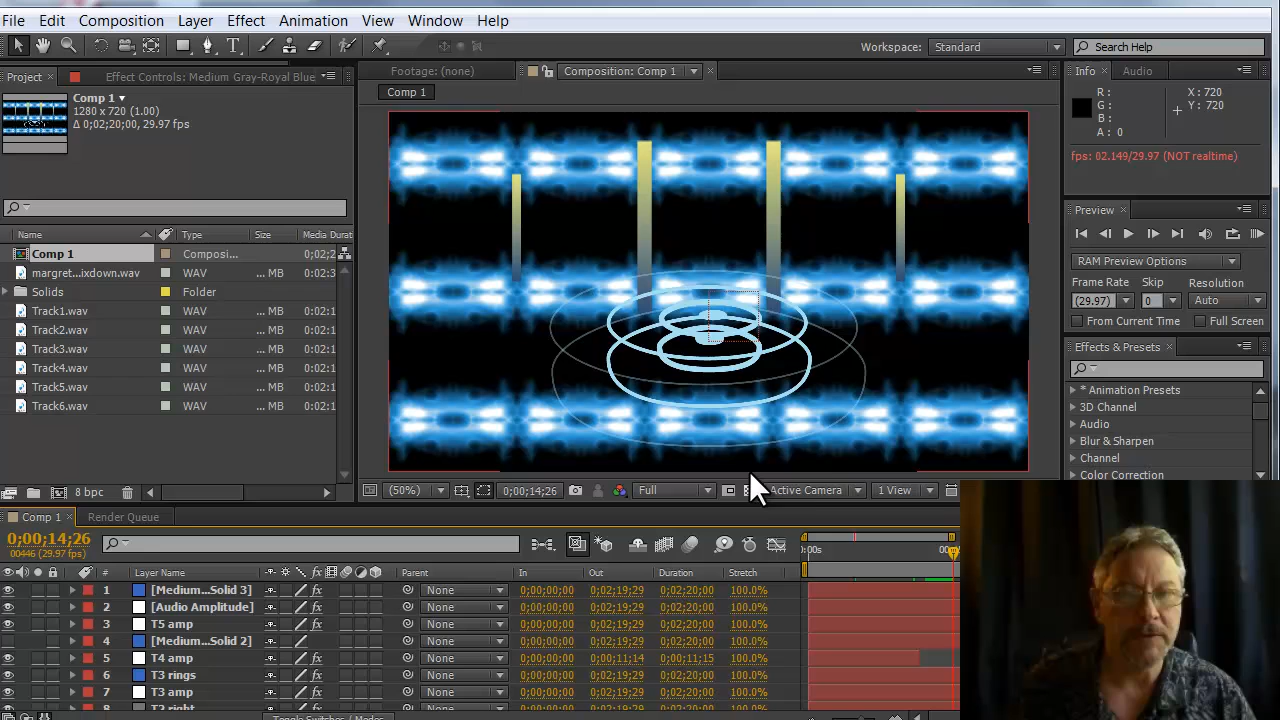 File Edit Composition Layer Effect Animation View Window Help
Workspace: Standard
Search Help
Project
Effect Controls: Medium Gray-Royal Blue
Footage: (none)
Composition: Comp 1
Info
Audio
Comp 1
1280 x 720 (1.00)
Δ 0;02;20;00, 29.97 fps
Comp 1
R :
G :
B :
A : 0
X : 720
Y : 720
fps: 02.149/29.97 (NOT realtime)
Preview
RAM Preview Options
Frame Rate Skip Resolution
(29.97) 0 Auto
From Current Time Full Screen
Effects & Presets
* Animation Presets
3D Channel
Audio
Blur & Sharpen
Channel
Color Correction
Name Type Size Media Durat
Comp 1 Composi... 0;02;2
margret...ixdown.wav WAV ... MB 0:02:3
Solids Folder
Track1.wav WAV ... MB 0:02:1
Track2.wav WAV ... MB 0:02:1
Track3.wav WAV ... MB 0:02:1
Track4.wav WAV ... MB 0:02:1
Track5.wav WAV ... MB 0:02:1
Track6.wav WAV ... MB 0:02:1
8 bpc
(50%) 0;00;14;26 Full Active Camera 1 View
Comp 1 Render Queue
0;00;14;26
00446 (29.97 fps)
):00s
# Layer Name Parent In Out Duration Stretch
1 [Medium...Solid 3] None 0;00;00;00 0;02;19;29 0;02;20;00 100.0%
2 [Audio Amplitude] None 0;00;00;00 0;02;19;29 0;02;20;00 100.0%
3 T5 amp None 0;00;00;00 0;02;19;29 0;02;20;00 100.0%
4 [Medium...Solid 2] None 0;00;00;00 0;02;19;29 0;02;20;00 100.0%
5 T4 amp None 0;00;00;00 0;00;11;14 0;00;11;15 100.0%
6 T3 rings None 0;00;00;00 0;02;19;29 0;02;20;00 100.0%
7 T3 amp None 0;00;00;00 0;02;19;29 0;02;20;00 100.0%
Toggle Switches / Modes